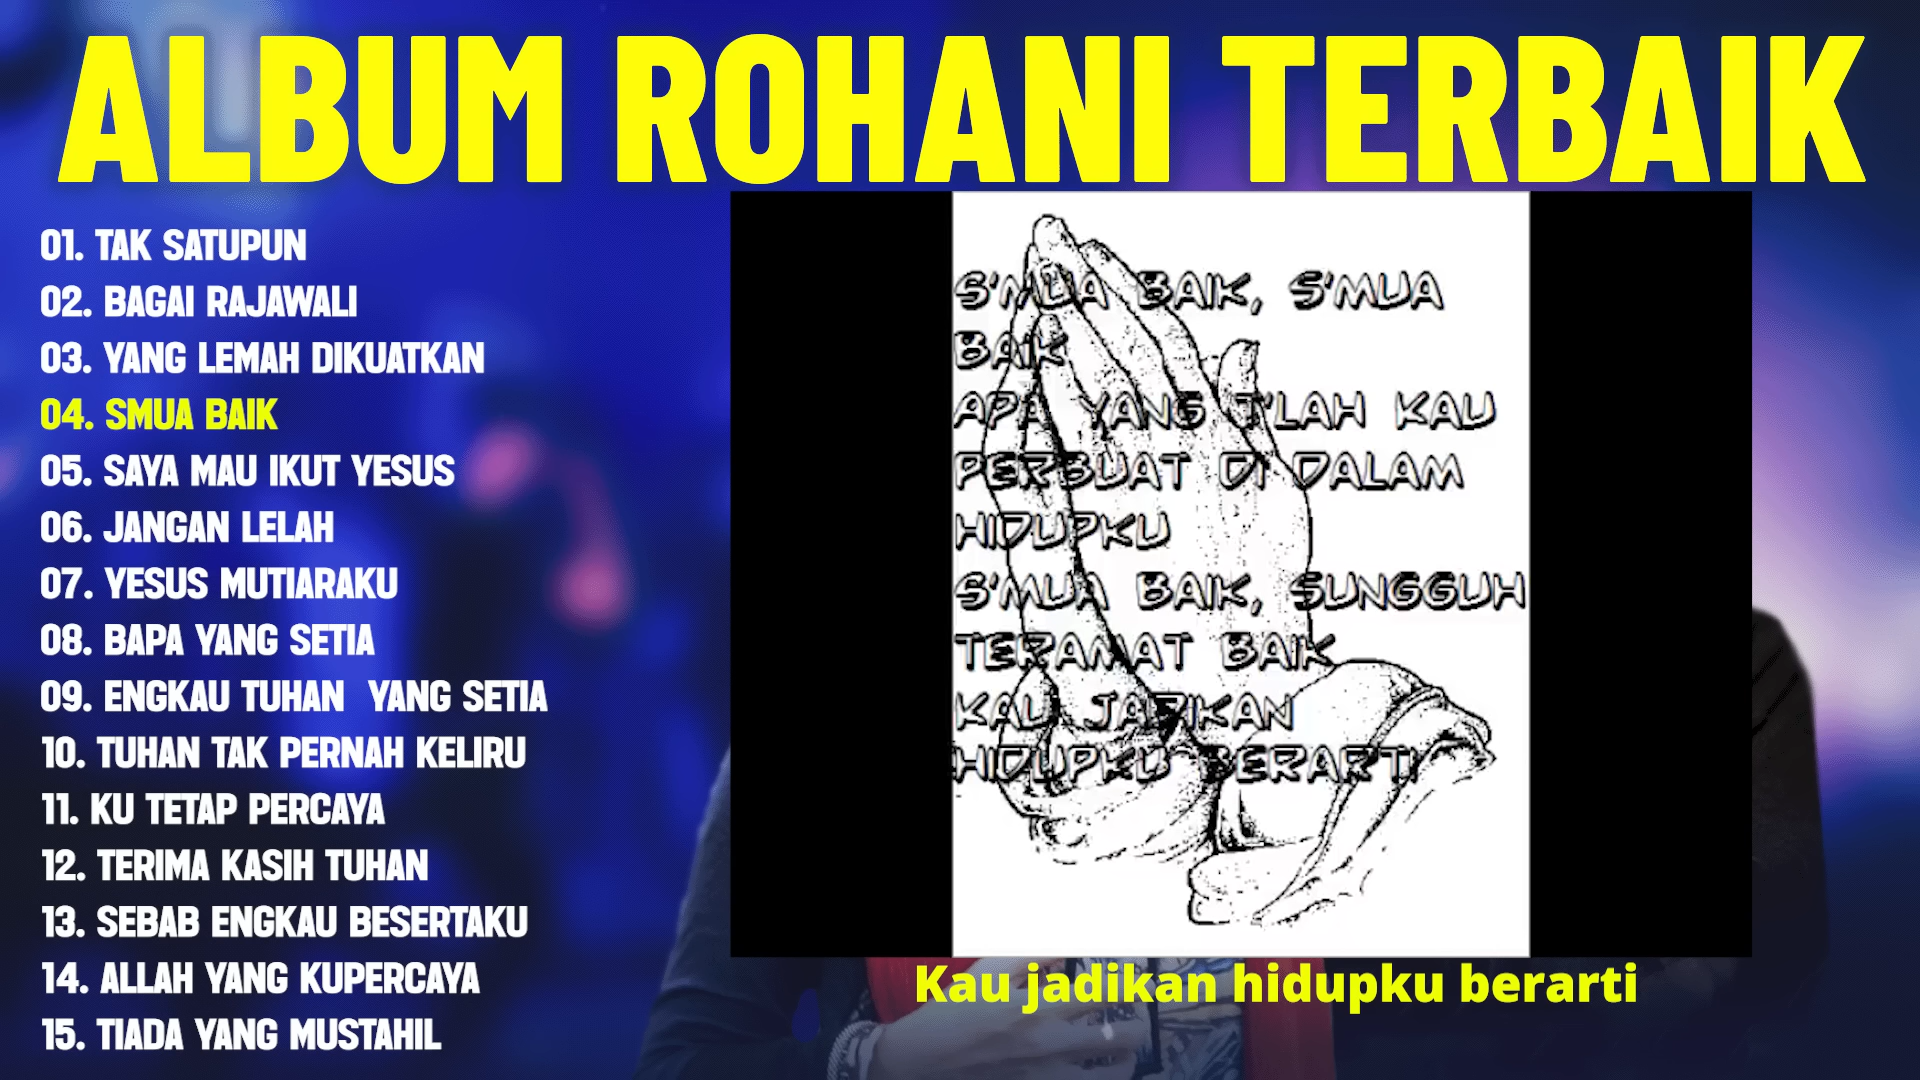 ALBUM ROHANI TERBAIK
01. TAK SATUPUN
02. BAGAI RAJAWALI
03. YANG LEMAH DIKUATKAN
04. SMUA BAIK
05. SAYA MAU IKUT YESUS
06. JANGAN LELAH
07. YESUS MUTIARAKU
08. BAPA YANG SETIA
09. ENGKAU TUHAN  YANG SETIA
10. TUHAN TAK PERNAH KELIRU
11. KU TETAP PERCAYA
12. TERIMA KASIH TUHAN
13. SEBAB ENGKAU BESERTAKU
14. ALLAH YANG KUPERCAYA
15. TIADA YANG MUSTAHIL
S'MUA BAIK, S'MUA
BAIK
APA YANG T'LAH KAU
PERBUAT DI DALAM
HIDUPKU
S'MUA BAIK, SUNGGUH
TERAMAT BAIK
KAU JADIKAN
HIDUPKU BERARTI
Kau jadikan hidupku berarti